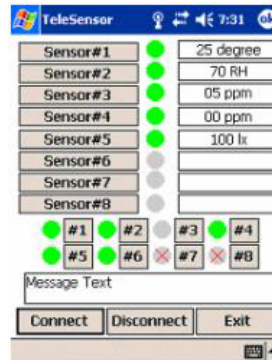 TeleSensor 7:31 ok
Sensor#1 25 degree
Sensor#2 70 RH
Sensor#3 05 ppm
Sensor#4 00 ppm
Sensor#5 100 lx
Sensor#6
Sensor#7
Sensor#8
#1 #2 #3 #4
#5 #6 #7 #8
Message Text
Connect Disconnect Exit